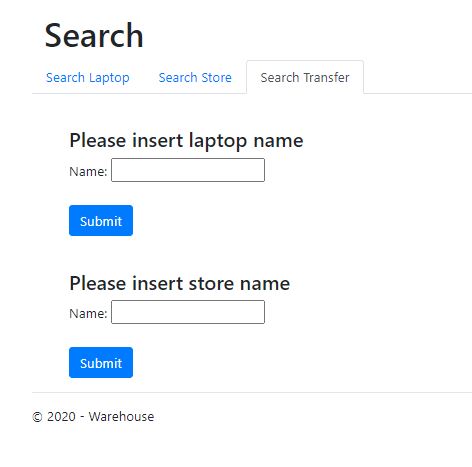 Search
Search Laptop Search Store Search Transfer
Please insert laptop name
Name:
Submit
Please insert store name
Name:
Submit
© 2020 - Warehouse